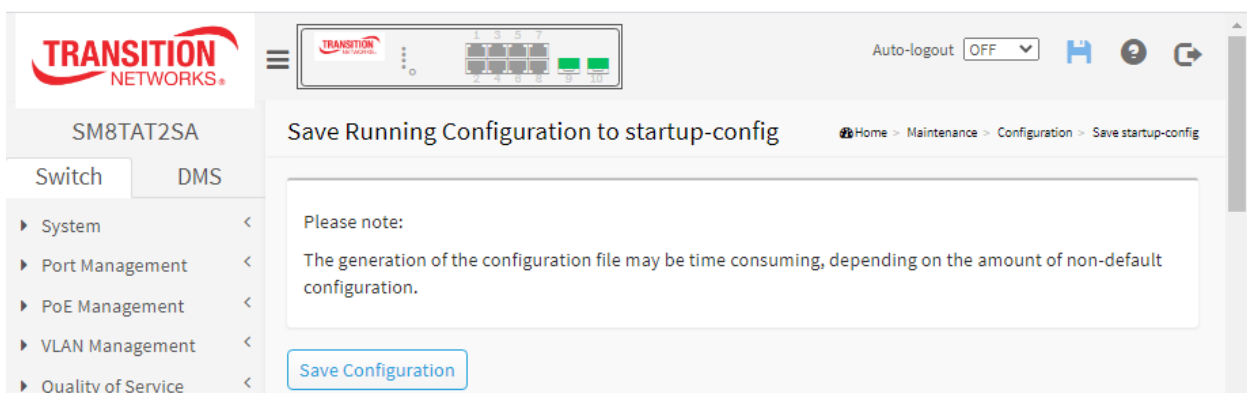 TRANSITION
NETWORKS®
TRANSITION
1 3 5 7
2 4 6 8 9 10
Auto-logout OFF
SM8TAT2SA
Save Running Configuration to startup-config
Home > Maintenance > Configuration > Save startup-config
Switch DMS
System
Port Management
PoE Management
VLAN Management
Quality of Service
Please note:
The generation of the configuration file may be time consuming, depending on the amount of non-default
configuration.
Save Configuration